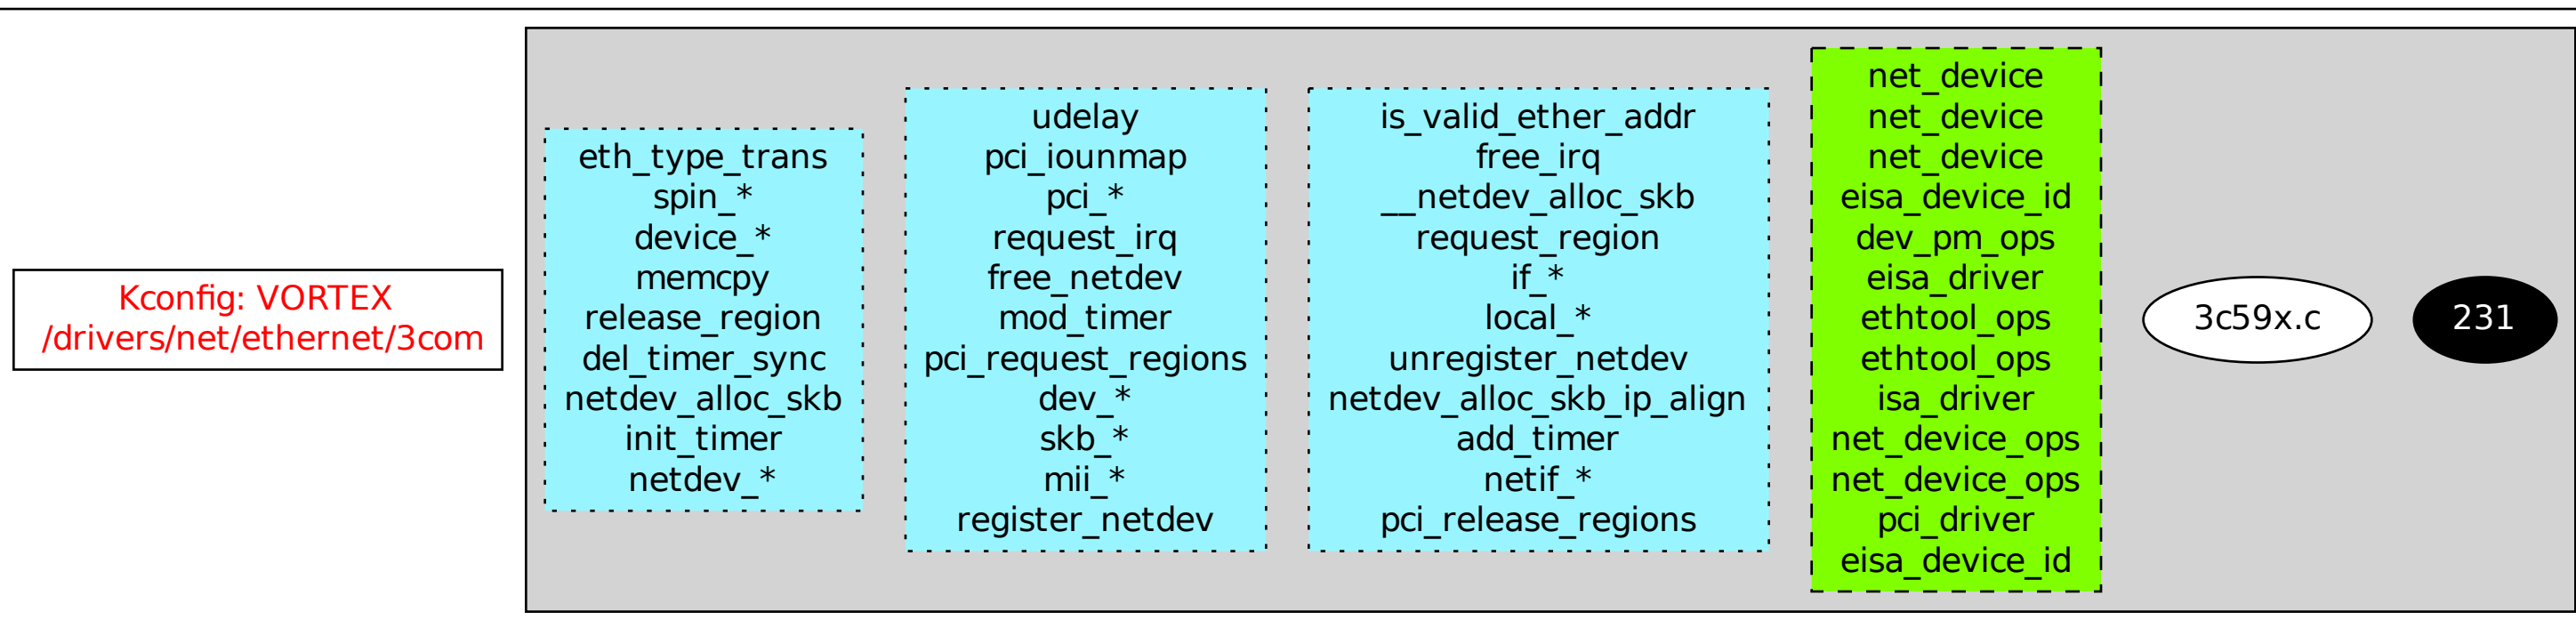 Kconfig: VORTEX
/drivers/net/ethernet/3com
eth_type_trans
spin_*
device_*
memcpy
release_region
del_timer_sync
netdev_alloc_skb
init_timer
netdev_*
udelay
pci_iounmap
pci_*
request_irq
free_netdev
mod_timer
pci_request_regions
dev_*
skb_*
mii_*
register_netdev
is_valid_ether_addr
free_irq
__netdev_alloc_skb
request_region
if_*
local_*
unregister_netdev
netdev_alloc_skb_ip_align
add_timer
netif_*
pci_release_regions
net_device
net_device
net_device
eisa_device_id
dev_pm_ops
eisa_driver
ethtool_ops
ethtool_ops
isa_driver
net_device_ops
net_device_ops
pci_driver
eisa_device_id
3c59x.c
231